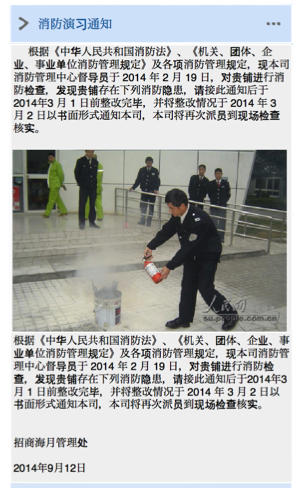 消防演习通知
根据《中华人民共和国消防法》、《机关、团体、企
业、事业单位消防管理规定》及各项消防管理规定，现本司
消防管理中心督导员于 2014 年 2 月 19 日，对贵铺进行消
防检查，发现贵铺存在下列消防隐患，请接此通知后于
2014年3 月 1 日前整改完毕，并将整改情况于 2014 年 3
月 2 日以书面形式通知本司，本司将再次派员到现场检查
核实。
人民网
根据《中华人民共和国消防法》、《机关、团体、企业、事
业单位消防管理规定》及各项消防管理规定，现本司消防管
理中心督导员于 2014 年 2 月 19 日，对贵铺进行消防检
查，发现贵铺存在下列消防隐患，请接此通知后于2014年3
月 1 日前整改完毕，并将整改情况于 2014 年 3 月 2 日以
书面形式通知本司，本司将再次派员到现场检查核实。
招商海月管理处
2014年9月12日